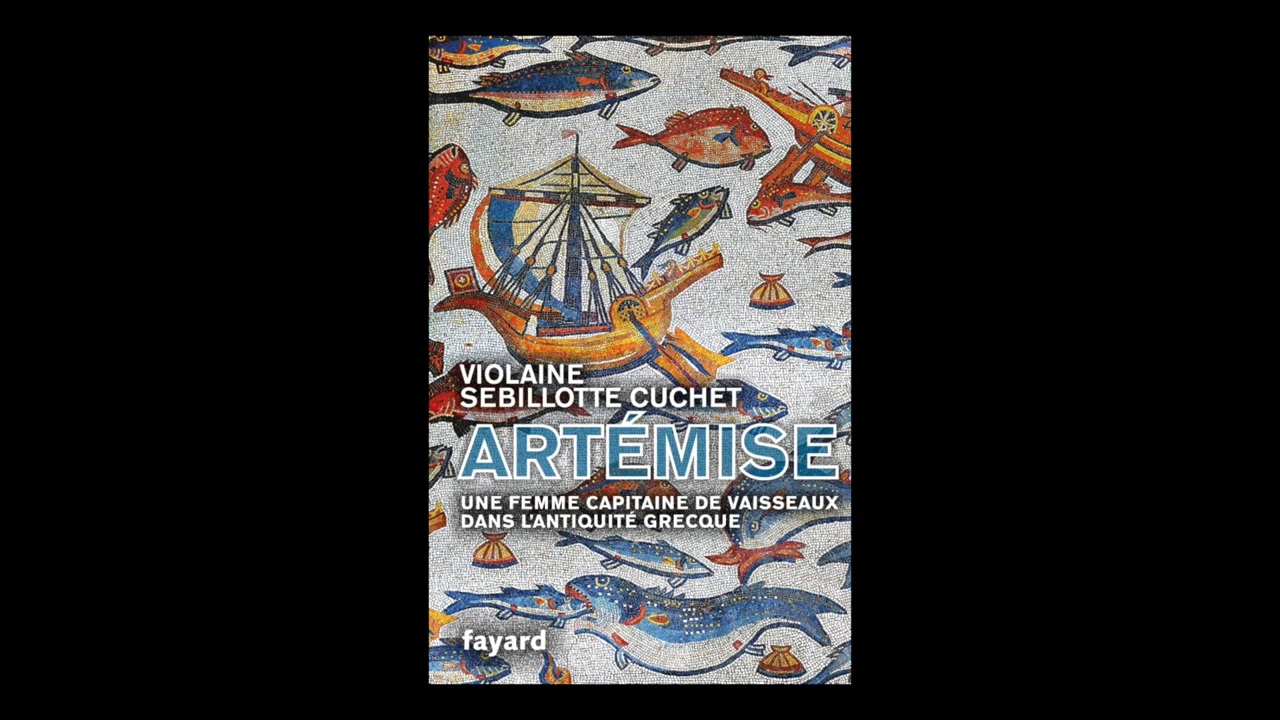 VIOLAINE
SEBILLOTTE CUCHET
ARTÉMISE
UNE FEMME CAPITAINE DE VAISSEAUX
DANS L'ANTIQUITÉ GRECQUE
fayard